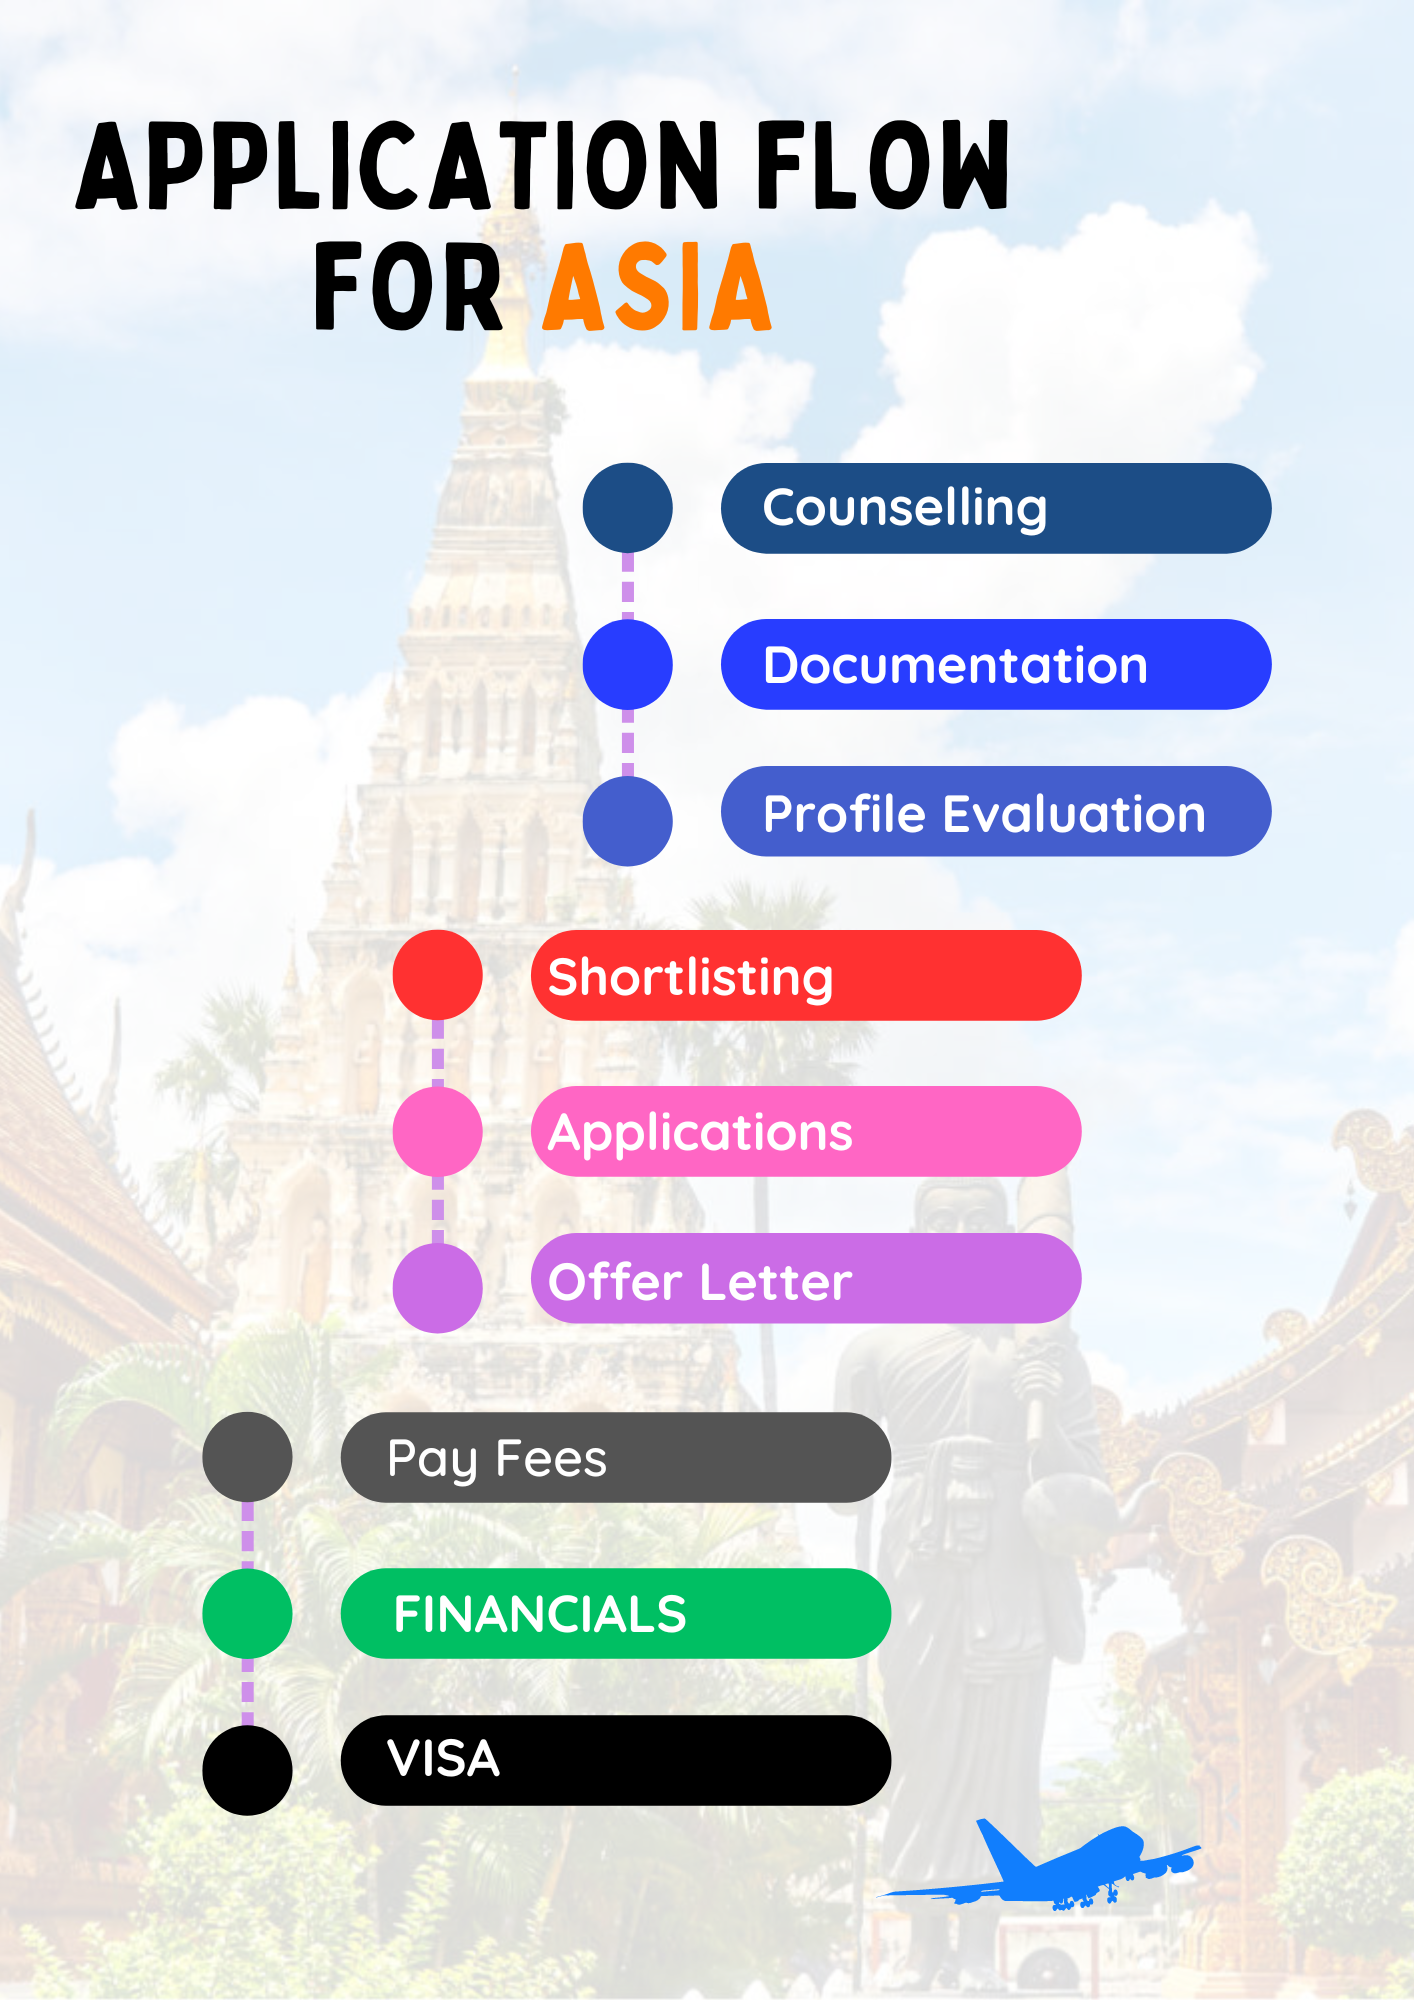 APPLICATION FLOW
FOR ASIA
Counselling
Documentation
Profile Evaluation
Shortlisting
Applications
Offer Letter
Pay Fees
FINANCIALS
VISA